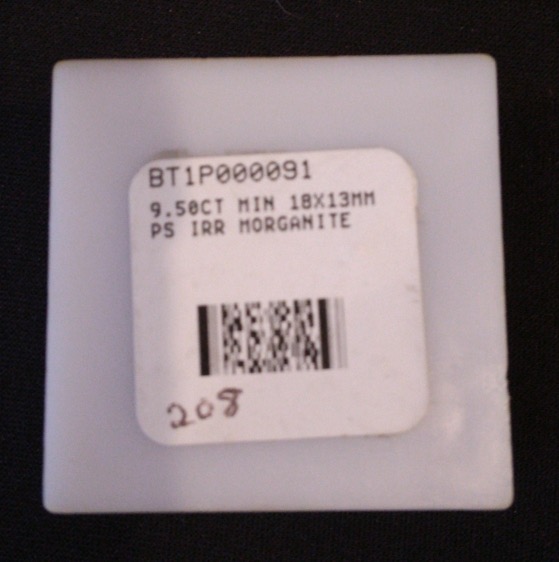 BT1P000091
9.50CT MIN 18X13MM
PS IRR MORGANITE
208